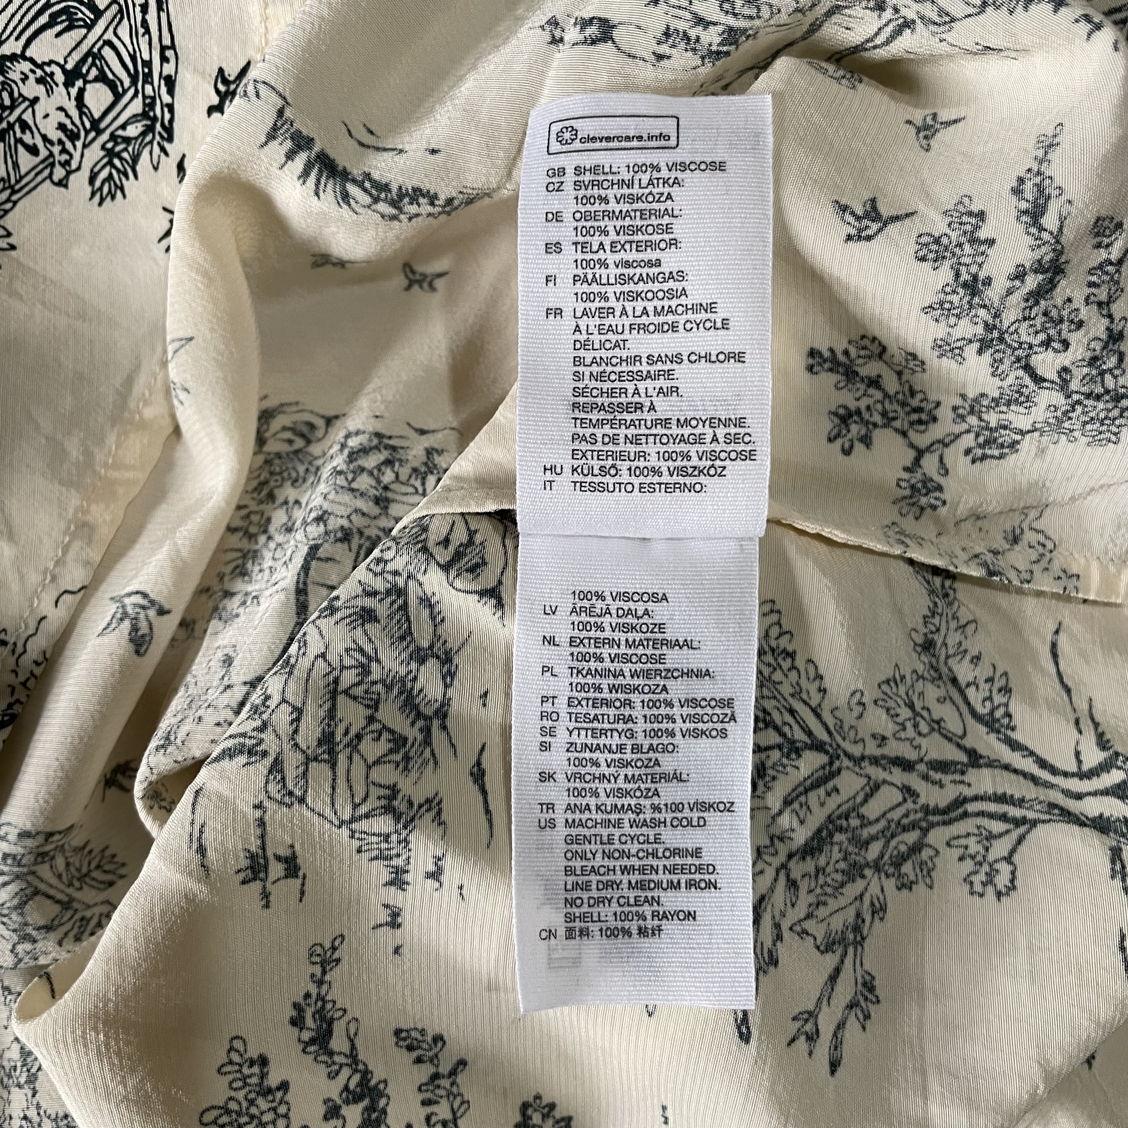 clevercare.info
GB SHELL: 100% VISCOSE
CZ SVRCHNÍ LÁTKA:
100% VISKÓZA
DE OBERMATERIAL:
100% VISKOSE
ES TELA EXTERIOR:
100% viscosa
FI PÄÄLLISKANGAS:
100% VISKOOSIA
FR LAVER À LA MACHINE
À L'EAU FROIDE CYCLE
DÉLICAT.
BLANCHIR SANS CHLORE
SI NÉCESSAIRE.
SÉCHER À L'AIR.
REPASSER À
TEMPÉRATURE MOYENNE.
PAS DE NETTOYAGE À SEC.
EXTERIEUR: 100% VISCOSE
HU KÜLSŐ: 100% VISZKÓZ
IT TESSUTO ESTERNO:
100% VISCOSA
LV ĀRĒJĀ DAĻA:
100% VISKOZE
NL EXTERN MATERIAAL:
100% VISCOSE
PL TKANINA WIERZCHNIA:
100% WISKOZA
PT EXTERIOR: 100% VISCOSE
RO TESATURA: 100% VISCOZĂ
SE YTTERTYG: 100% VISKOS
SI ZUNANJE BLAGO:
100% VISKOZA
SK VRCHNÝ MATERIÁL:
100% VISKÓZA
TR ANA KUMAŞ: %100 VİSKOZ
US MACHINE WASH COLD
GENTLE CYCLE.
ONLY NON-CHLORINE
BLEACH WHEN NEEDED.
LINE DRY. MEDIUM IRON.
NO DRY CLEAN.
SHELL: 100% RAYON
CN 面料: 100% 粘纤